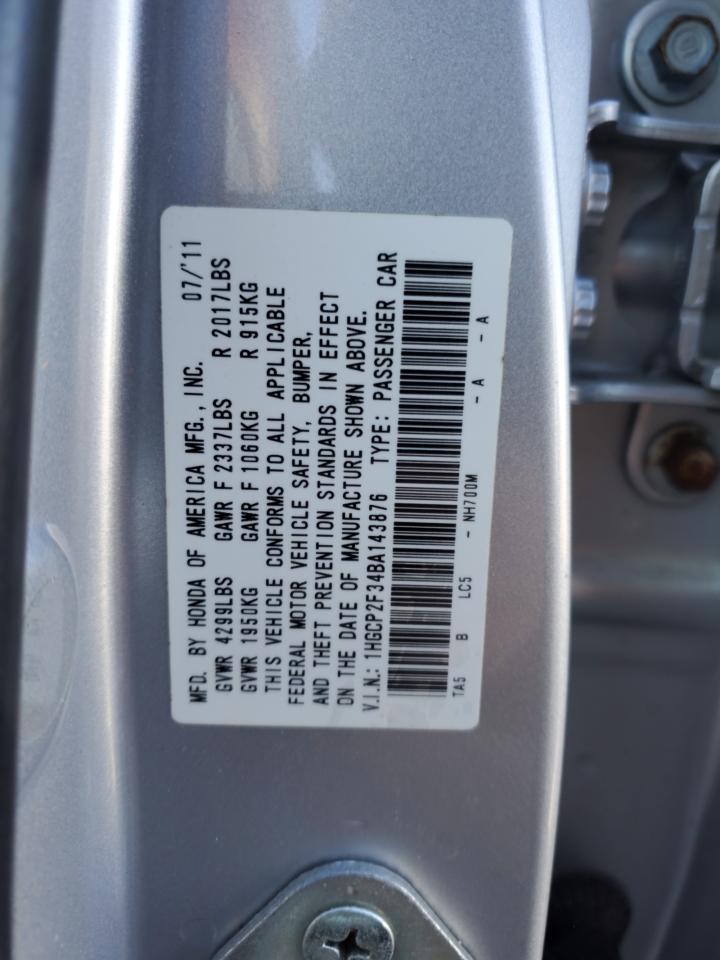 MFD. BY HONDA OF AMERICA MFG., INC. 07/'11
GVWR 4299LBS GAWR F 2337LBS R 2017LBS
GVWR 1950KG GAWR F 1060KG R 915KG
THIS VEHICLE CONFORMS TO ALL APPLICABLE
FEDERAL MOTOR VEHICLE SAFETY, BUMPER,
AND THEFT PREVENTION STANDARDS IN EFFECT
ON THE DATE OF MANUFACTURE SHOWN ABOVE.
V.I.N.: 1HGCP2F34BA143876 TYPE: PASSENGER CAR
TA5 B LC5 - NH700M - A - A